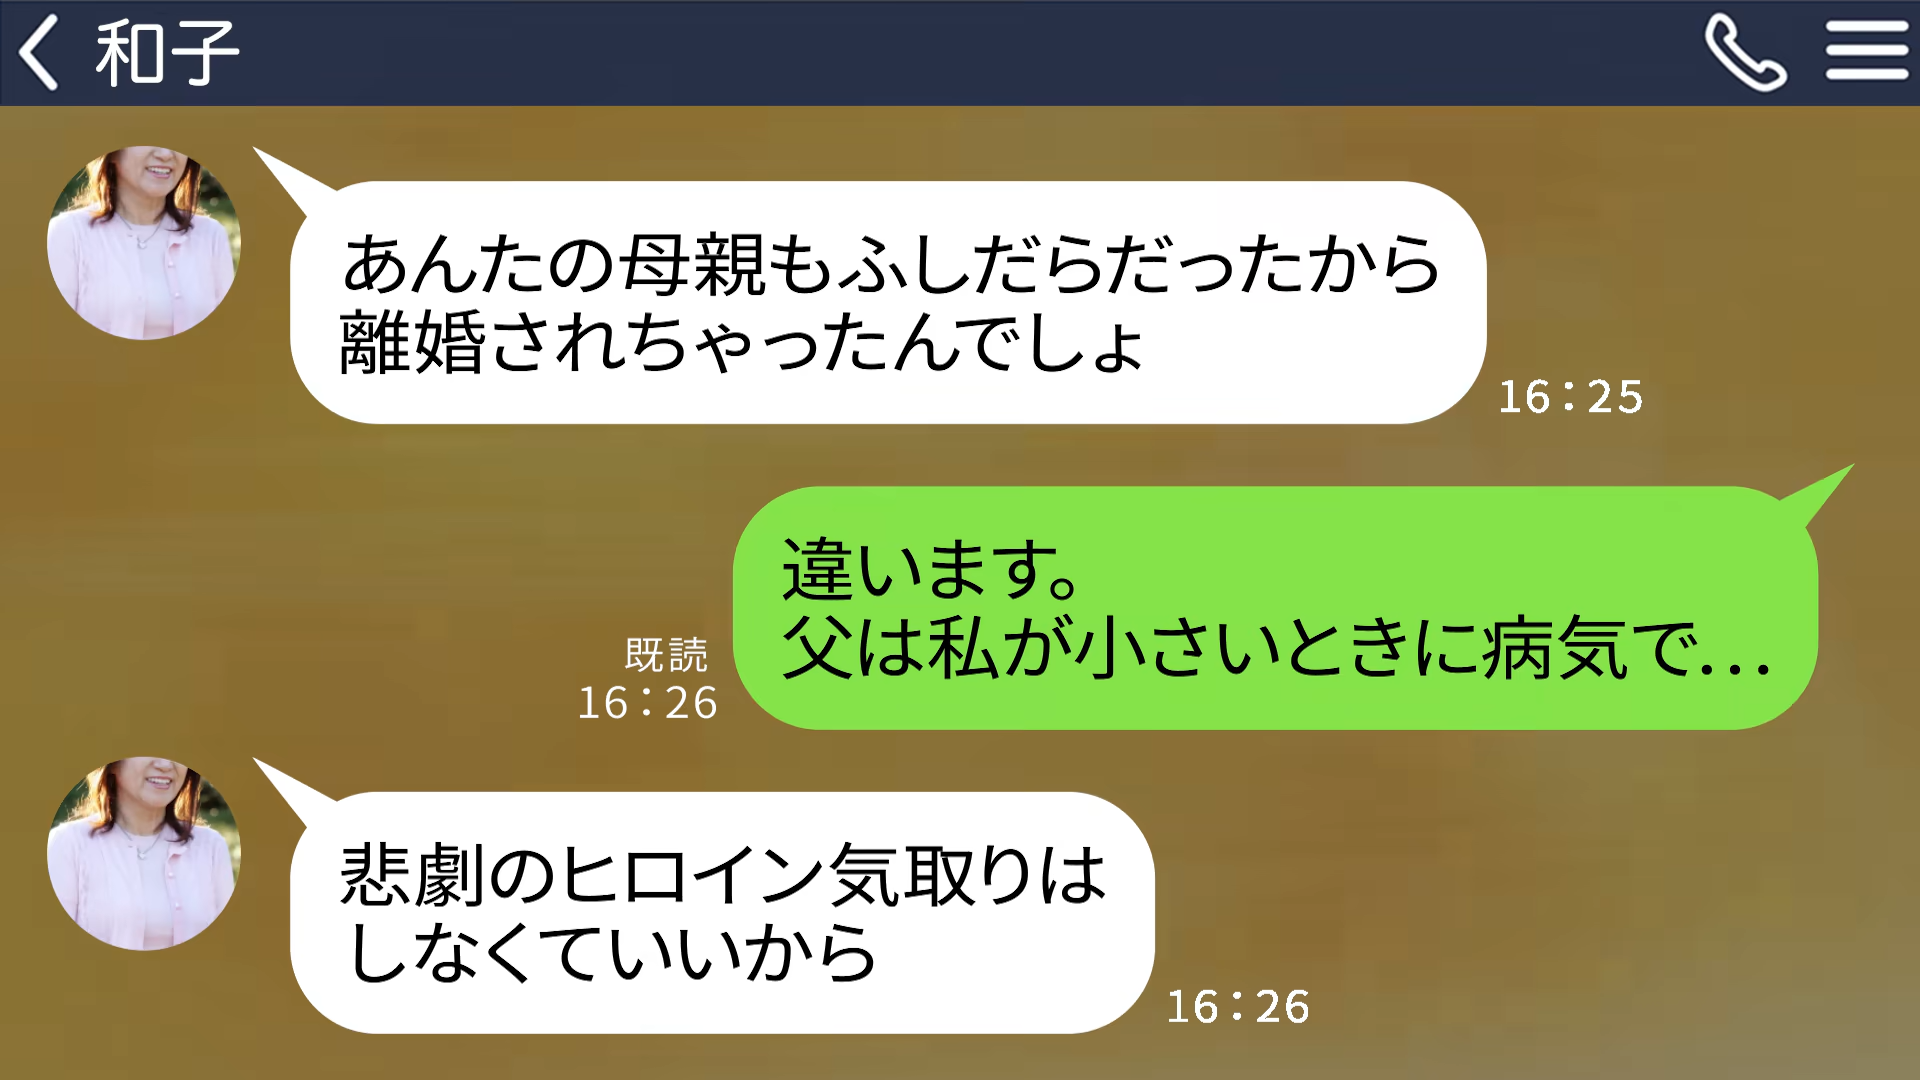 和子
あんたの母親もふしだらだったから
離婚されちゃったんでしょ
16:25
違います。
父は私が小さいときに病気で...
既読
16:26
悲劇のヒロイン気取りは
しなくていいから
16:26